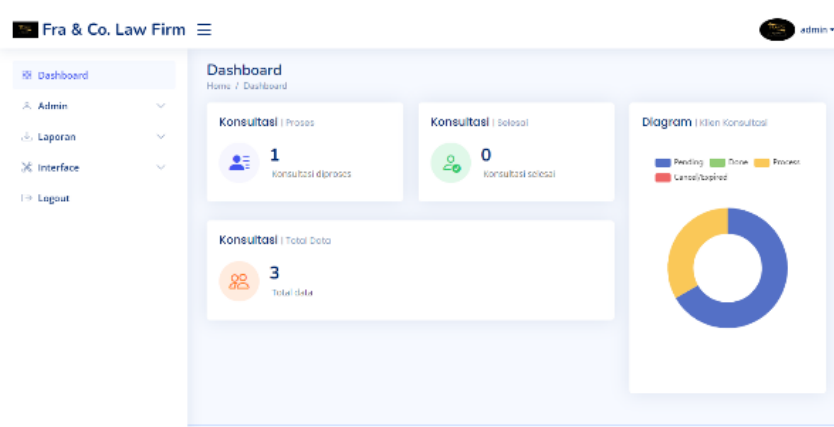 Fra & Co. Law Firm
admin
Dashboard
Admin
Laporan
Interface
Logout
Dashboard
Home / Dashboard
Konsultasi | Proses
1
Konsultasi diproses
Konsultasi | Selesai
0
Konsultasi selesai
Konsultasi | Total Data
3
Total data
Diagram | Klien Konsultasi
Pending Done Process
Cancel/Expired